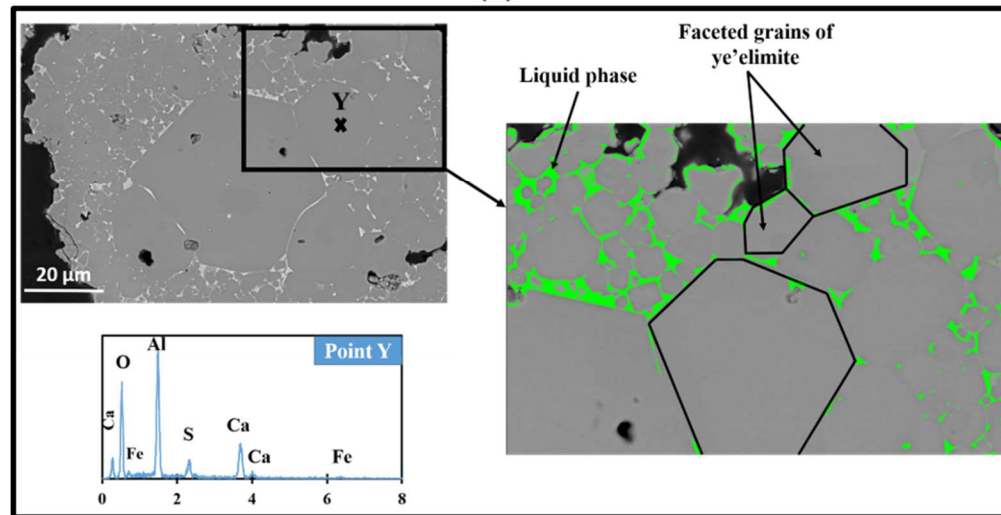 Faceted grains of
ye'elimite
Liquid phase
Y
20 µm
Point Y
Al
O
Ca
Fe
S
Ca
Ca
Fe
0 2 4 6 8